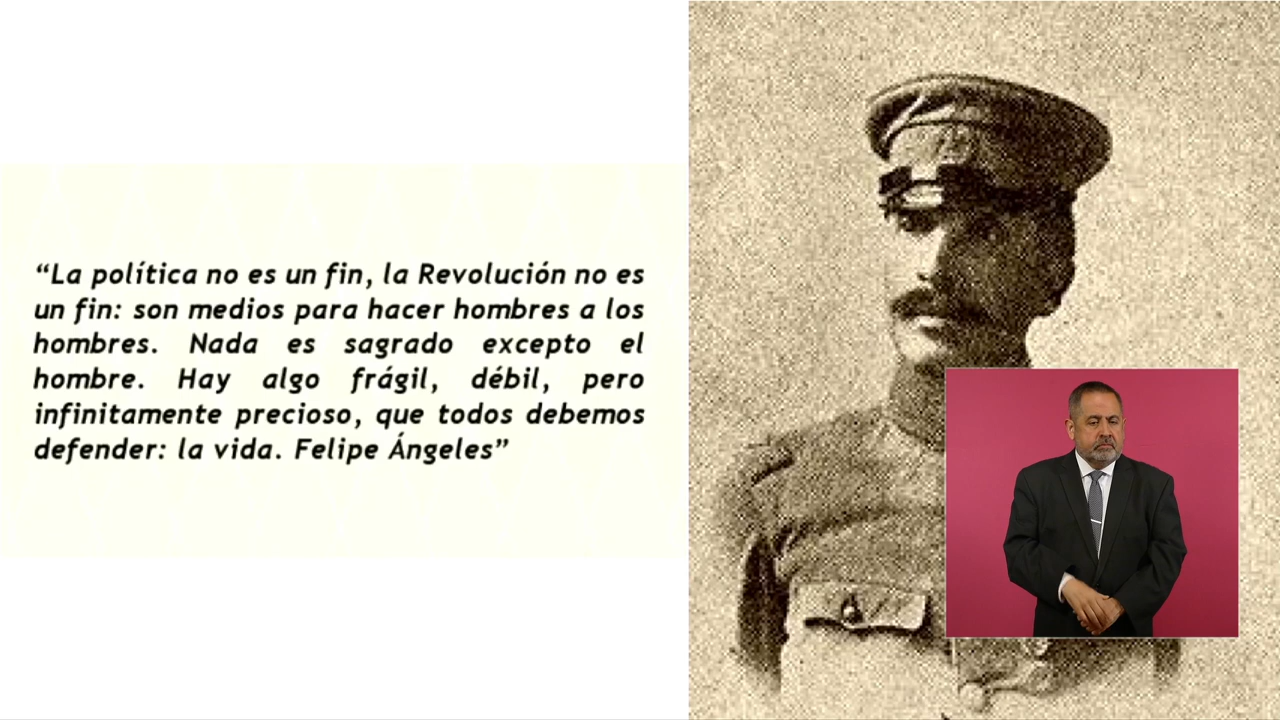 “La política no es un fin, la Revolución no es
un fin: son medios para hacer hombres a los
hombres. Nada es sagrado excepto el
hombre. Hay algo frágil, débil, pero
infinitamente precioso, que todos debemos
defender: la vida. Felipe Ángeles”